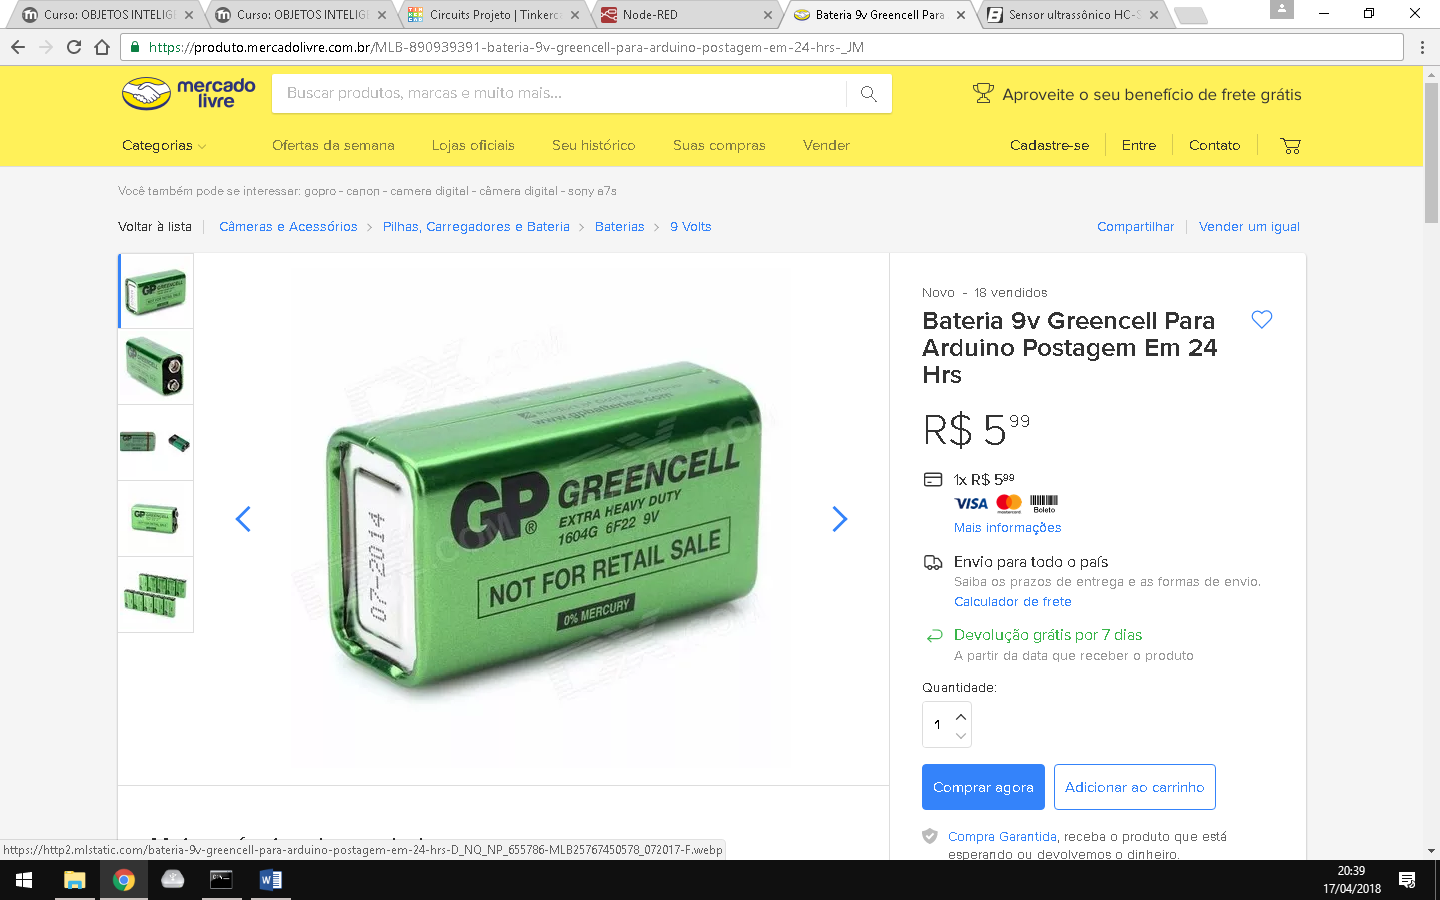 Curso: OBJETOS INTELIGE
Curso: OBJETOS INTELIGE
Circuits Projeto | Tinkerca
Node-RED
Bateria 9v Greencell Para
Sensor ultrassônico HC-S
https://produto.mercadolivre.com.br/MLB-890939391-bateria-9v-greencell-para-arduino-postagem-em-24-hrs-_JM
mercado
livre
Buscar produtos, marcas e muito mais...
Aproveite o seu benefício de frete grátis
Categorias
Ofertas da semana
Lojas oficiais
Seu histórico
Suas compras
Vender
Cadastre-se
Entre
Contato
Você também pode se interessar: gopro - canon - camera digital - câmera digital - sony a7s
Voltar à lista
Câmeras e Acessórios
Pilhas, Carregadores e Bateria
Baterias
9 Volts
Compartilhar
Vender um igual
GP GREENCELL
EXTRA HEAVY DUTY
1604G 6F22 9V
NOT FOR RETAIL SALE
0% MERCURY
07-2014
www.gpbatteries.com
Novo - 18 vendidos
Bateria 9v Greencell Para
Arduino Postagem Em 24
Hrs
R$ 5 99
1x R$ 5 99
VISA
mastercard
Boleto
Mais informações
Envio para todo o país
Saiba os prazos de entrega e as formas de envio.
Calculador de frete
Devolução grátis por 7 dias
A partir da data que receber o produto
Quantidade:
1
Comprar agora
Adicionar ao carrinho
Compra Garantida, receba o produto que está
esperando ou devolvemos o dinheiro.
https://http2.mlstatic.com/bateria-9v-greencell-para-arduino-postagem-em-24-hrs-D_NQ_NP_655786-MLB25767450578_072017-F.webp
20:39
17/04/2018